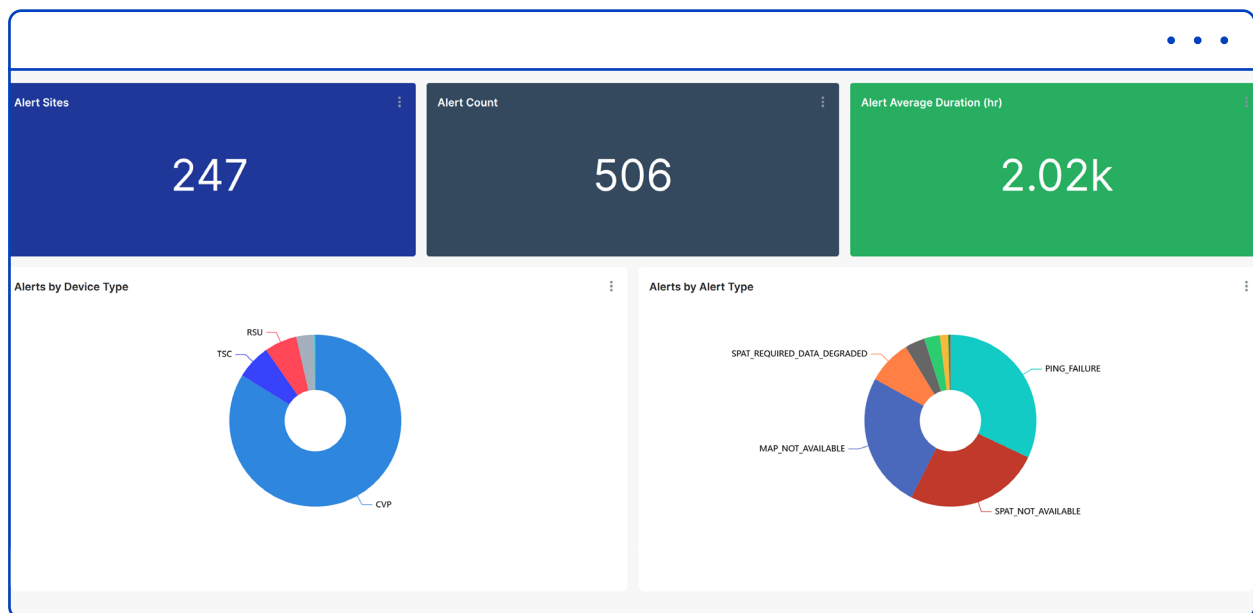 Alert Sites
247
Alert Count
506
Alert Average Duration (hr)
2.02k
Alerts by Device Type
RSU
TSC
CVP
Alerts by Alert Type
SPAT_REQUIRED_DATA_DEGRADED
PING_FAILURE
MAP_NOT_AVAILABLE
SPAT_NOT_AVAILABLE